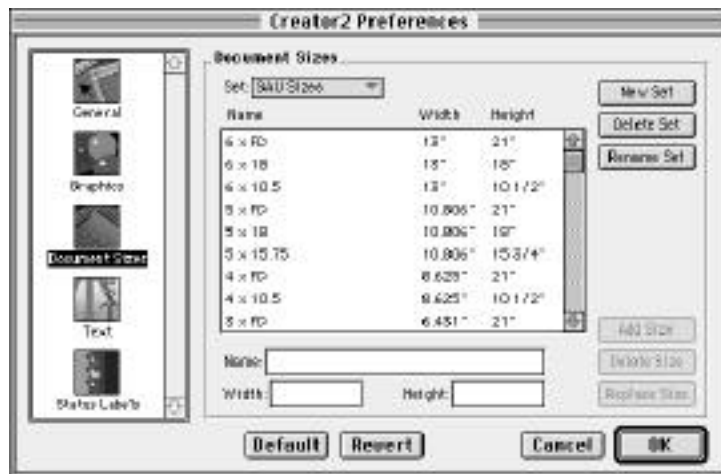 Creator2 Preferences
General
Graphics
Document Sizes
Text
Status Labels
Document Sizes
Set: SAU Sizes
Name Width Height
6 x FD 13" 21"
6 x 18 13" 18"
6 x 10.5 13" 10 1/2"
5 x FD 10.806" 21"
5 x 18 10.806" 18"
5 x 15.75 10.806" 15 3/4"
4 x FD 8.625" 21"
4 x 10.5 8.625" 10 1/2"
3 x FD 6.431" 21"
Name:
Width: Height:
New Set
Delete Set
Rename Set
Add Size
Delete Size
Replace Size
Default Revert Cancel OK